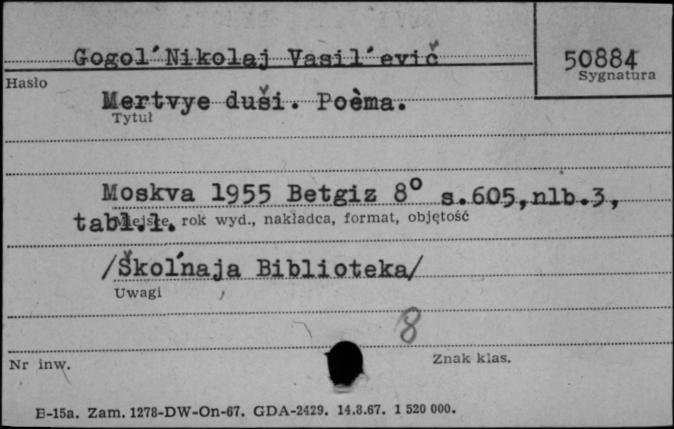 Gogol´ Nikolaj Vasil´evič
50884
Sygnatura
Hasło
Mertvye duši. Poèma.
Tytuł
Moskva 1955 Betgiz 8° s.605,nlb.3,
tabl.1.
Miejsce, rok wyd., nakładca, format, objętość
/Škol´naja Biblioteka/
Uwagi
8
Nr inw.
Znak klas.
E-15a. Zam. 1278-DW-On-67. GDA-2429. 14.8.67. 1 520 000.